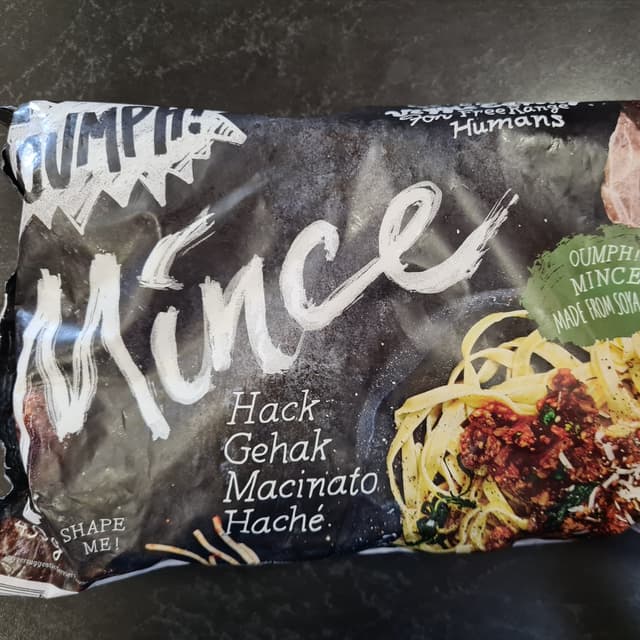 OUMPH!
for Free Range
Humans
Mince
OUMPH!
MINCE
MADE FROM SOYA
Hack
Gehak
Macinato
Haché
SHAPE
ME!